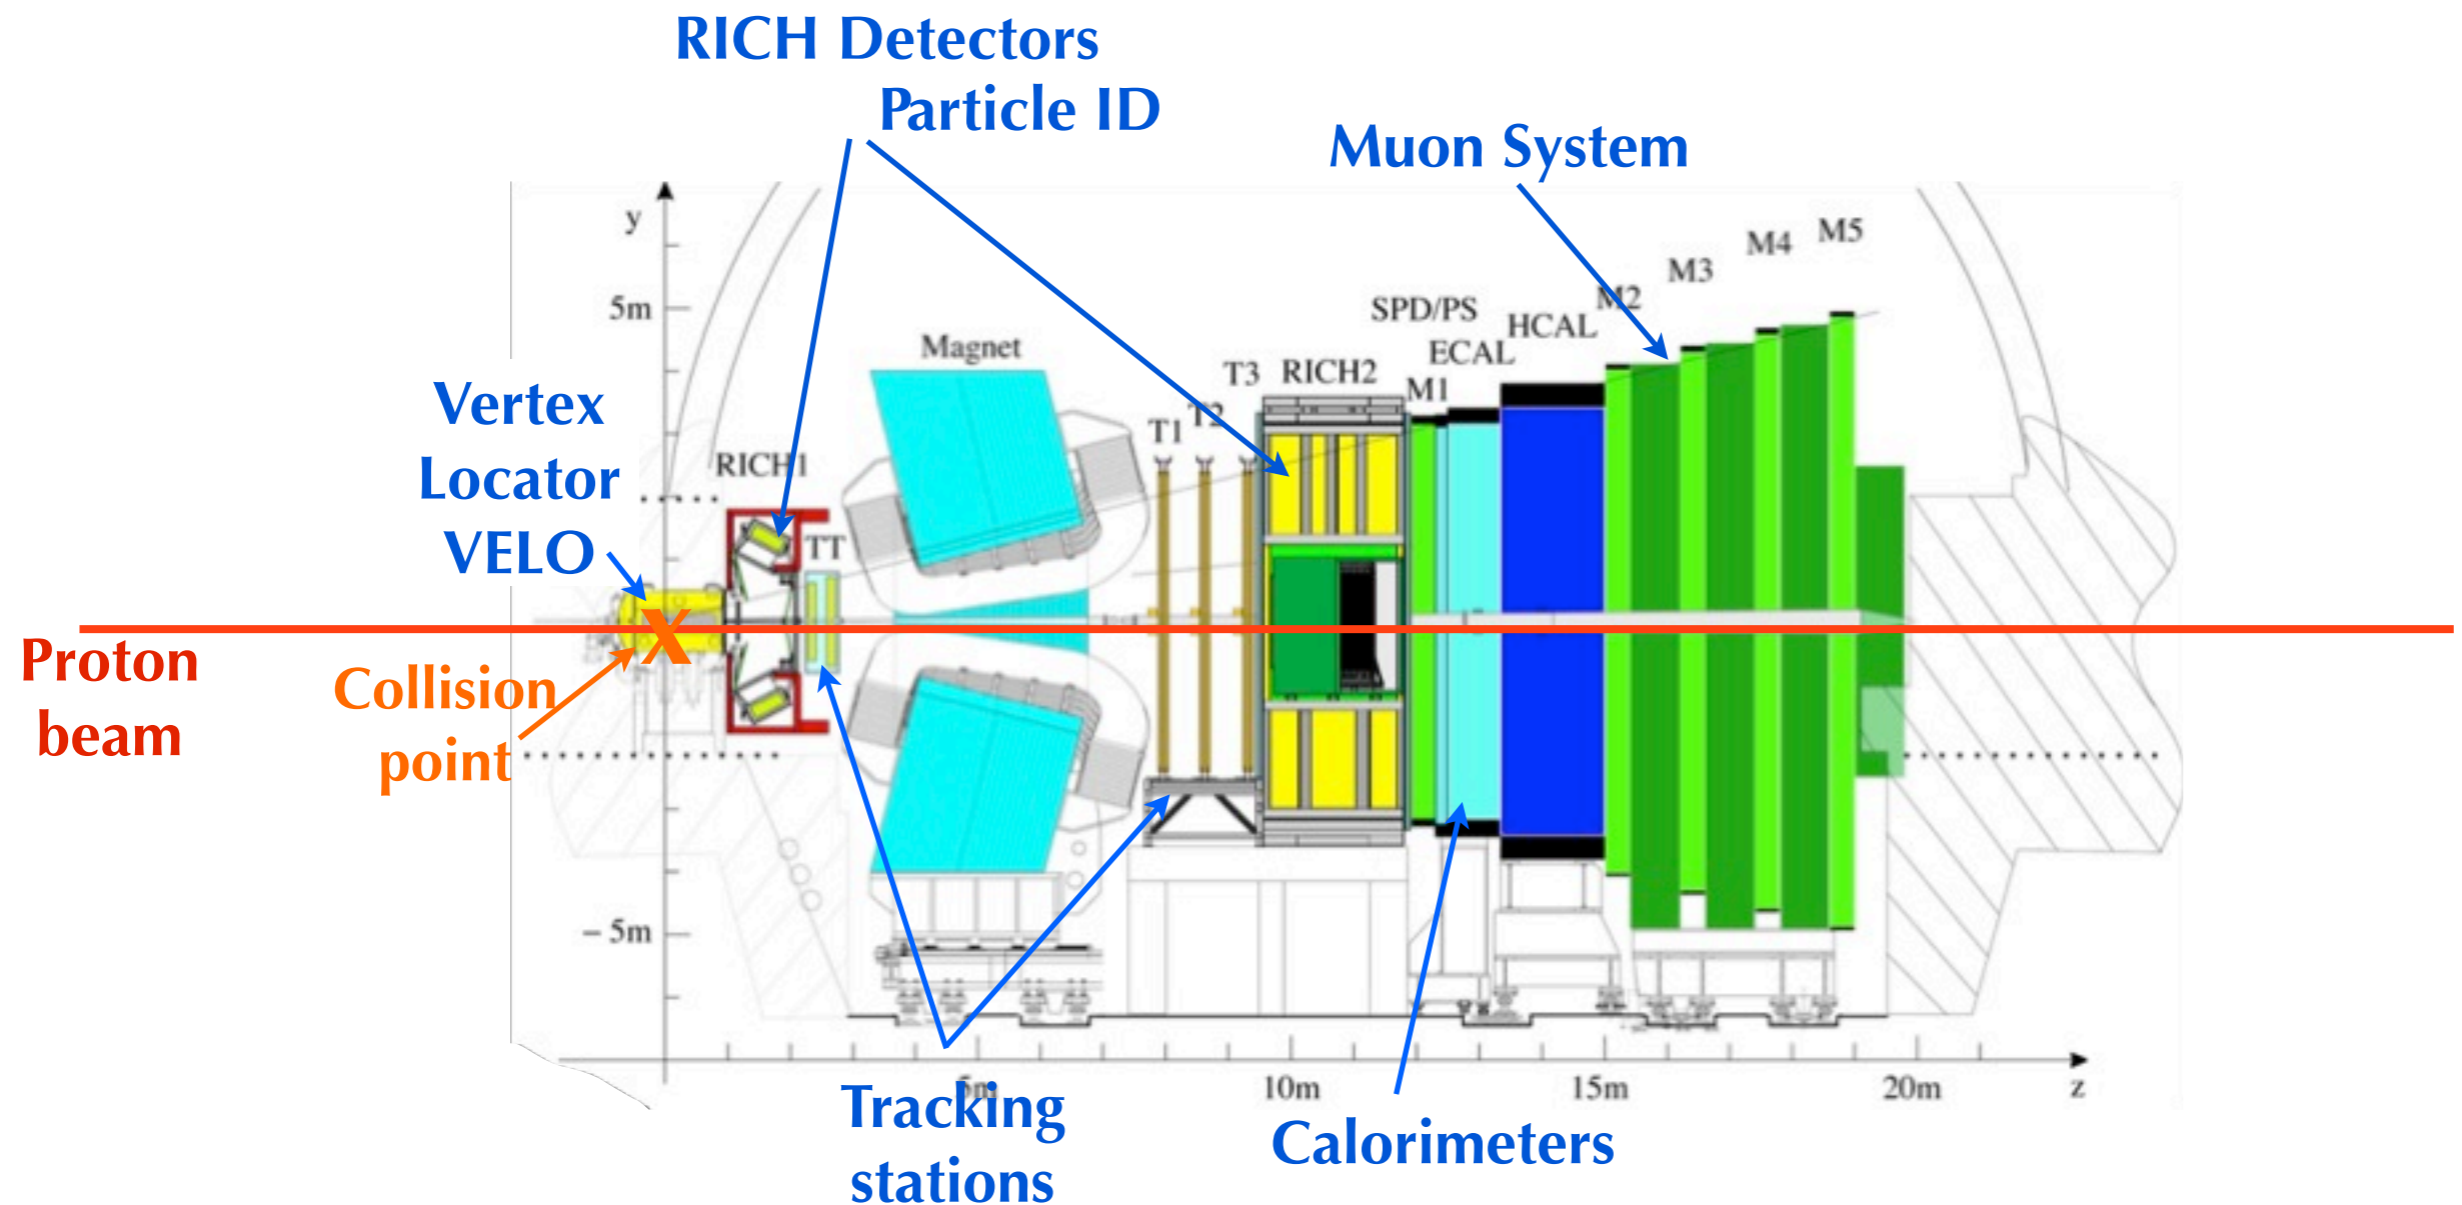 RICH Detectors
Particle ID
Muon System
y
M5
M4
M3
M2
5m
SPD/PS
HCAL
Magnet
ECAL
T3
RICH2
M1
Vertex
Locator
VELO
T2
T1
RICH1
TT
X
Proton
beam
Collision
point
– 5m
5m
10m
15m
20m
z
Tracking
stations
Calorimeters